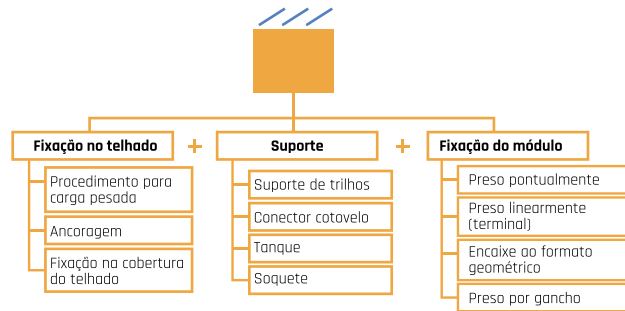 Fixação no telhado
+
Suporte
+
Fixação do módulo
Procedimento para
carga pesada
Ancoragem
Fixação na cobertura
do telhado
Suporte de trilhos
Conector cotovelo
Tanque
Soquete
Preso pontualmente
Preso linearmente
(terminal)
Encaixe ao formato
geométrico
Preso por gancho